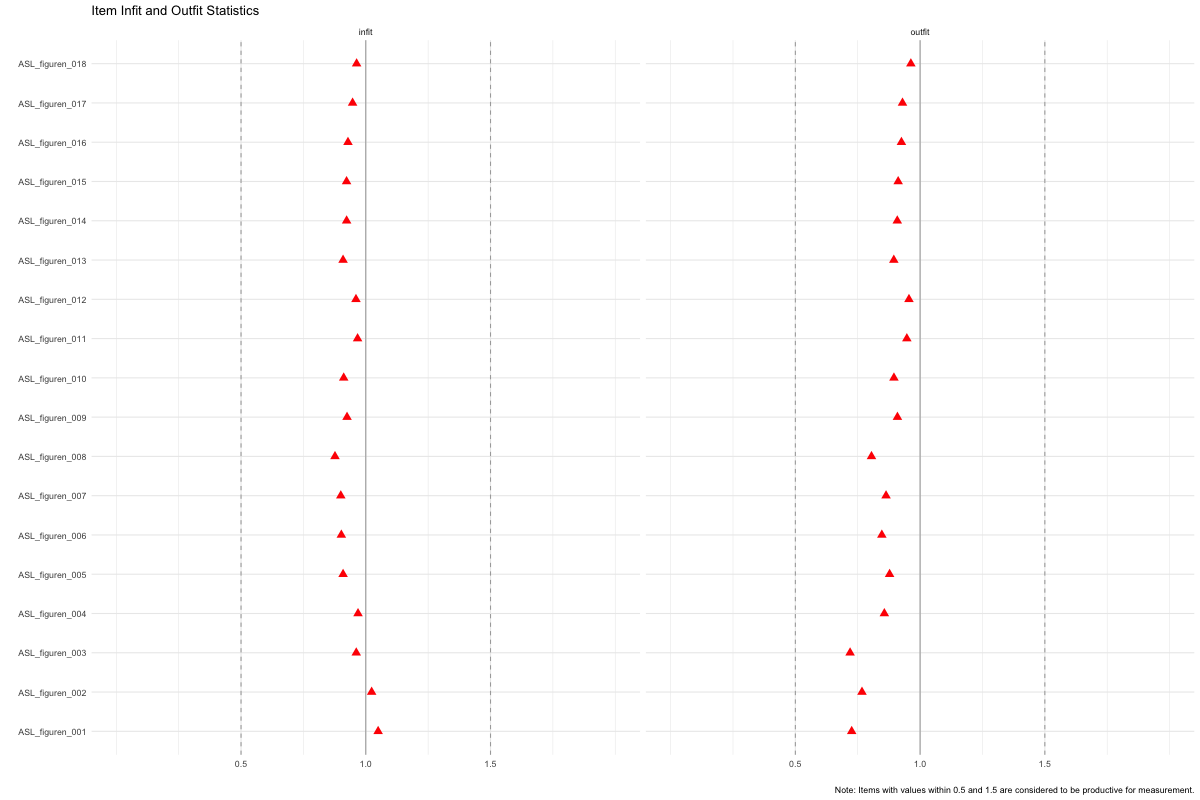 Item Infit and Outfit Statistics
infit
outfit
ASL_figuren_018
ASL_figuren_017
ASL_figuren_016
ASL_figuren_015
ASL_figuren_014
ASL_figuren_013
ASL_figuren_012
ASL_figuren_011
ASL_figuren_010
ASL_figuren_009
ASL_figuren_008
ASL_figuren_007
ASL_figuren_006
ASL_figuren_005
ASL_figuren_004
ASL_figuren_003
ASL_figuren_002
ASL_figuren_001
0.5 1.0 1.5
0.5 1.0 1.5
Note: Items with values within 0.5 and 1.5 are considered to be productive for measurement.